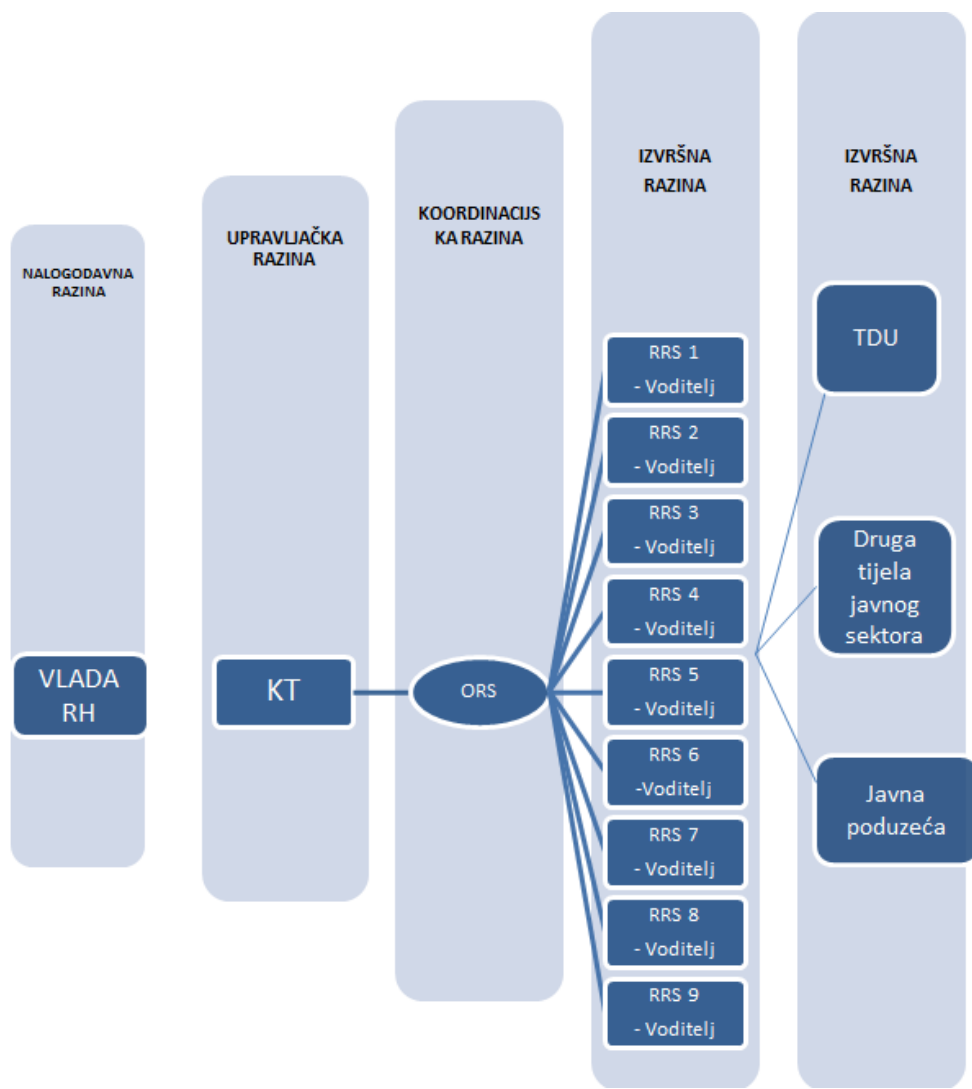 NALOGODAVNA
RAZINA
VLADA
RH
UPRAVLJAČKA
RAZINA
KT
KOORDINACIJS
KA RAZINA
ORS
IZVRŠNA
RAZINA
RRS 1
- Voditelj
RRS 2
- Voditelj
RRS 3
- Voditelj
RRS 4
- Voditelj
RRS 5
- Voditelj
RRS 6
-Voditelj
RRS 7
- Voditelj
RRS 8
- Voditelj
RRS 9
- Voditelj
IZVRŠNA
RAZINA
TDU
Druga
tijela
javnog
sektora
Javna
poduzeća